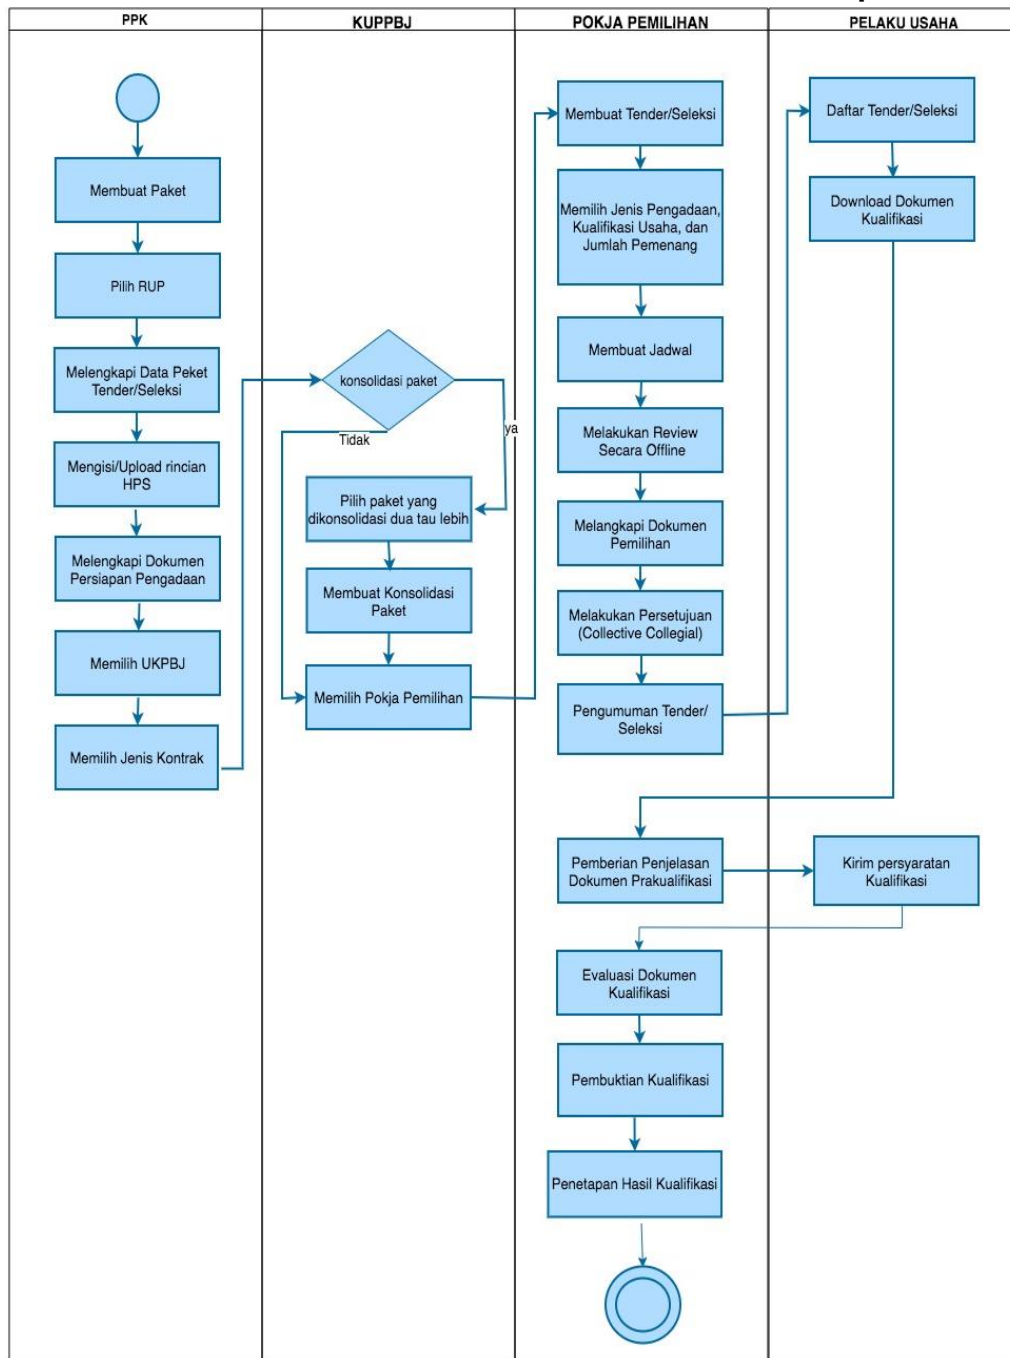 PPK
KUPPBJ
POKJA PEMILIHAN
PELAKU USAHA
Membuat Paket
Pilih RUP
Melengkapi Data Peket
Tender/Seleksi
Mengisi/Upload rincian
HPS
Melengkapi Dokumen
Persiapan Pengadaan
Memilih UKPBJ
Memilih Jenis Kontrak
konsolidasi paket
Tidak
ya
Pilih paket yang
dikonsolidasi dua tau lebih
Membuat Konsolidasi
Paket
Memilih Pokja Pemilihan
Membuat Tender/Seleksi
Memilih Jenis Pengadaan,
Kualifikasi Usaha, dan
Jumlah Pemenang
Membuat Jadwal
Melakukan Review
Secara Offline
Melangkapi Dokumen
Pemilihan
Melakukan Persetujuan
(Collective Collegial)
Pengumuman Tender/
Seleksi
Daftar Tender/Seleksi
Download Dokumen
Kualifikasi
Pemberian Penjelasan
Dokumen Prakualifikasi
Kirim persyaratan
Kualifikasi
Evaluasi Dokumen
Kualifikasi
Pembuktian Kualifikasi
Penetapan Hasil Kualifikasi